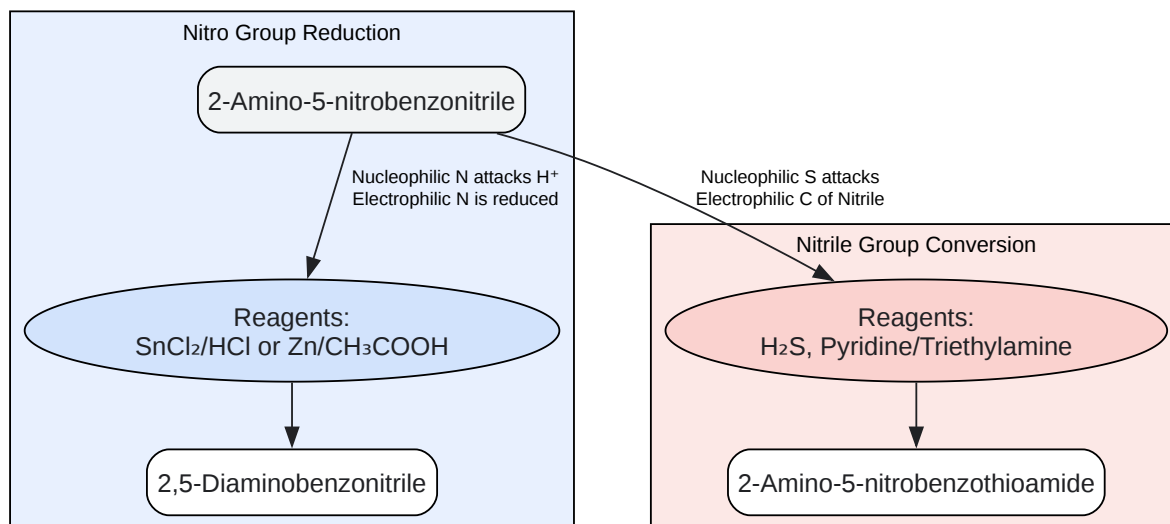 Nitro Group Reduction
2-Amino-5-nitrobenzonitrile
Nucleophilic N attacks H⁺
Electrophilic N is reduced
Nucleophilic S attacks
Electrophilic C of Nitrile
Nitrile Group Conversion
Reagents:
SnCl₂/HCl or Zn/CH₃COOH
Reagents:
H₂S, Pyridine/Triethylamine
2,5-Diaminobenzonitrile
2-Amino-5-nitrobenzothioamide